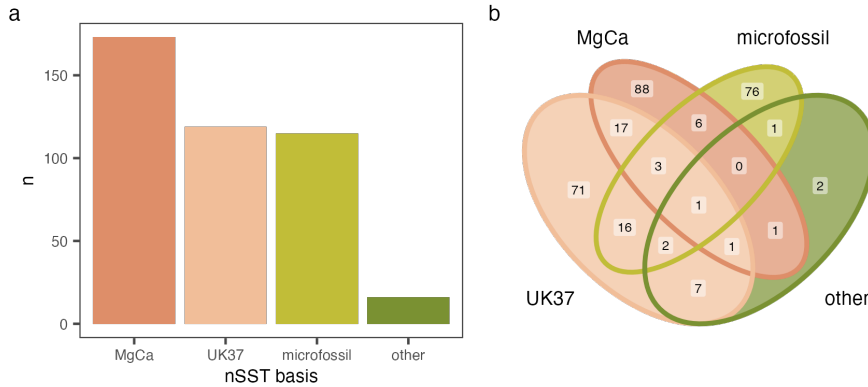 a
n
150
100
50
0
MgCa UK37 microfossil other
nSST basis
b
MgCa microfossil
88 76
17 6 1
3 0
71 2
1
16 1
2 1
7
UK37 other